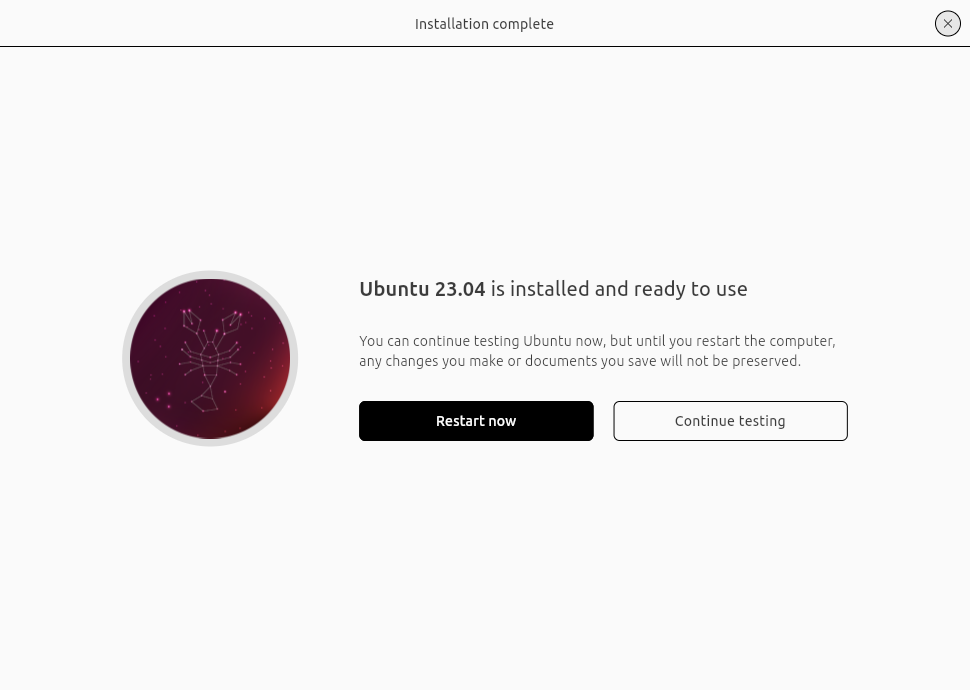 Installation complete
Ubuntu 23.04 is installed and ready to use
You can continue testing Ubuntu now, but until you restart the computer,
any changes you make or documents you save will not be preserved.
Restart now
Continue testing